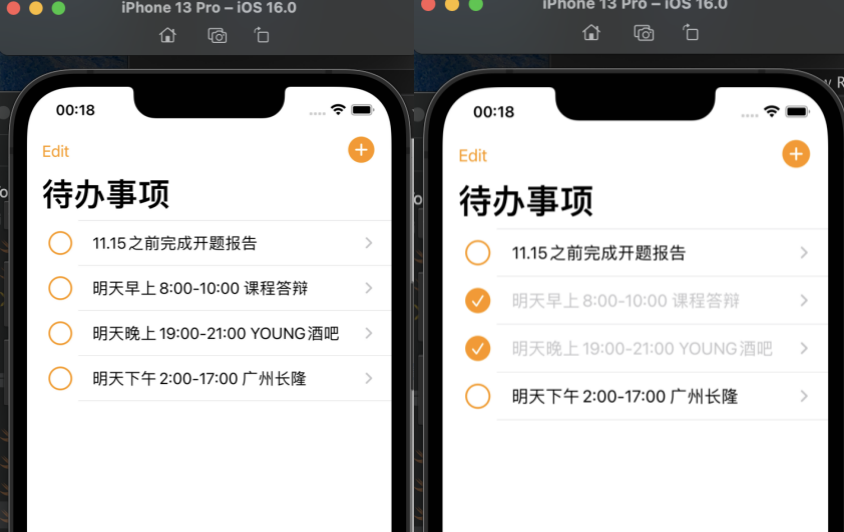 iPhone 13 Pro – iOS 16.0
00:18
Edit
待办事项
11.15之前完成开题报告
明天早上 8:00-10:00 课程答辩
明天晚上 19:00-21:00 YOUNG酒吧
明天下午 2:00-17:00 广州长隆
iPhone 13 Pro – iOS 16.0
00:18
Edit
待办事项
11.15之前完成开题报告
明天早上 8:00-10:00 课程答辩
明天晚上 19:00-21:00 YOUNG酒吧
明天下午 2:00-17:00 广州长隆